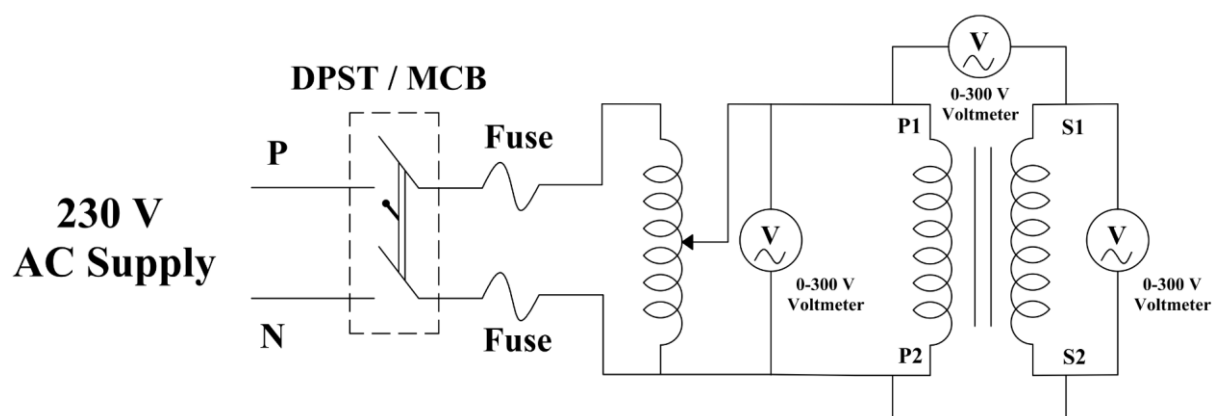 DPST / MCB
P
N
230 V
AC Supply
Fuse
Fuse
V
0-300 V
Voltmeter
V
0-300 V
Voltmeter
P1
P2
S1
S2
V
0-300 V
Voltmeter